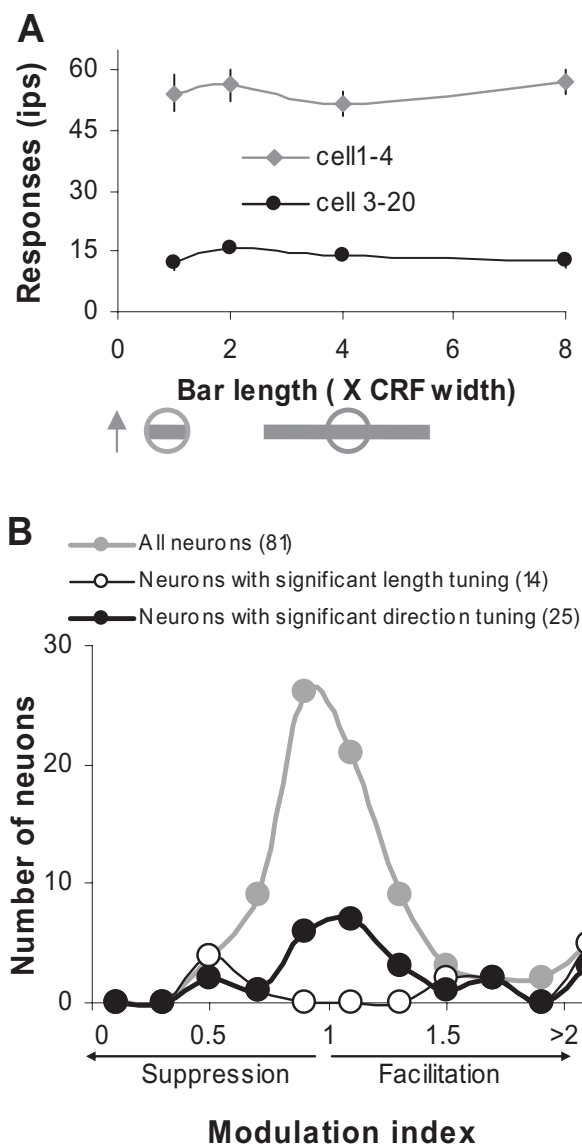 A
Responses (ips)
60
45
30
15
0
cell1-4
cell 3-20
0 2 4 6 8
Bar length ( X CRF width)
B
All neurons (81)
Neurons with significant length tuning (14)
Neurons with significant direction tuning (25)
Number of neuons
30
20
10
0
0 0.5 1 1.5 >2
Suppression Facilitation
Modulation index